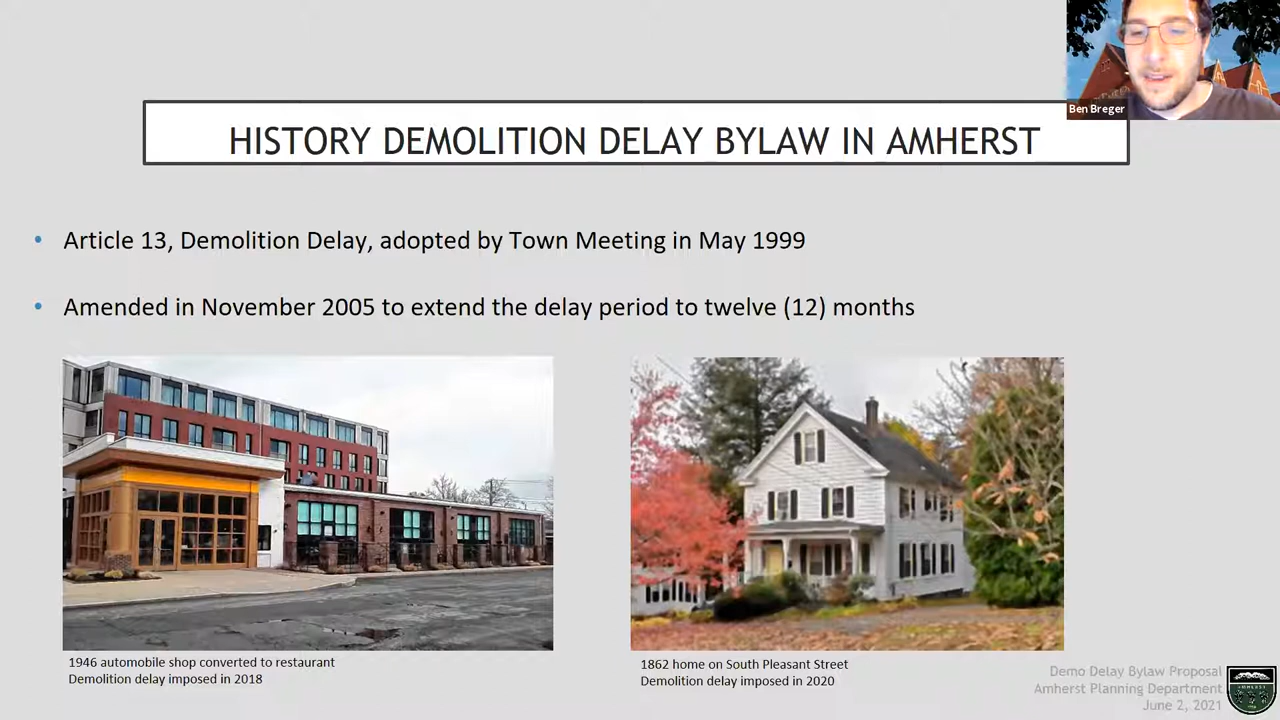 Ben Breger
HISTORY DEMOLITION DELAY BYLAW IN AMHERST
• Article 13, Demolition Delay, adopted by Town Meeting in May 1999
• Amended in November 2005 to extend the delay period to twelve (12) months
1946 automobile shop converted to restaurant
Demolition delay imposed in 2018
1862 home on South Pleasant Street
Demolition delay imposed in 2020
Demo Delay Bylaw Proposal
Amherst Planning Department
June 2, 2021
AMHERST